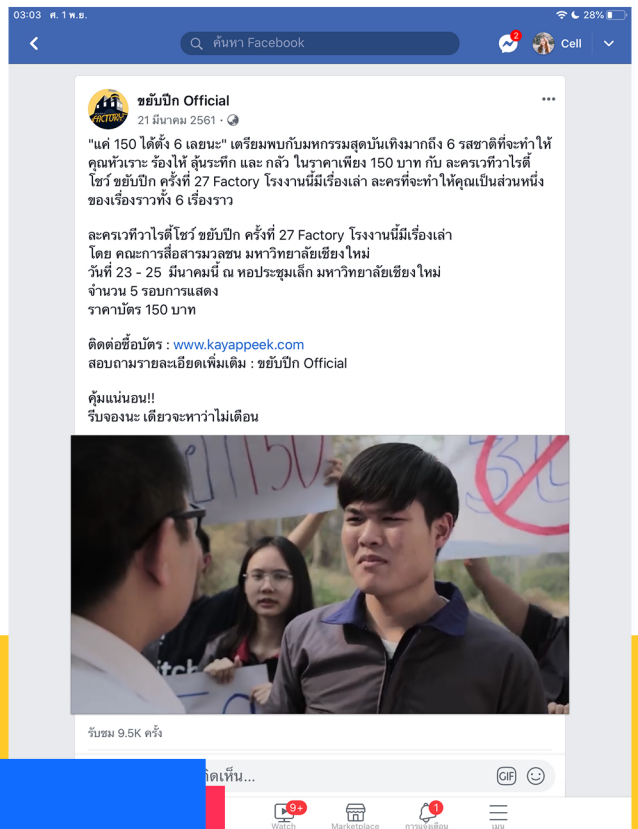 03:03 ศ. 1 พ.ย.
28%
ค้นหา Facebook
2
Cell
FACTORY
ขยับปีก Official
21 มีนาคม 2561
"แค่ 150 ได้ตั้ง 6 เลยนะ" เตรียมพบกับมหกรรมสุดบันเทิงมากถึง 6 รสชาติที่จะทำให้
คุณหัวเราะ ร้องไห้ ลุ้นระทึก และ กลัว ในราคาเพียง 150 บาท กับ ละครเวทีวาไรตี้
โชว์ ขยับปีก ครั้งที่ 27 Factory โรงงานนี้มีเรื่องเล่า ละครที่จะทำให้คุณเป็นส่วนหนึ่ง
ของเรื่องราวทั้ง 6 เรื่องราว
ละครเวทีวาไรตี้โชว์ ขยับปีก ครั้งที่ 27 Factory โรงงานนี้มีเรื่องเล่า
โดย คณะการสื่อสารมวลชน มหาวิทยาลัยเชียงใหม่
วันที่ 23 - 25 มีนาคมนี้ ณ หอประชุมเล็ก มหาวิทยาลัยเชียงใหม่
จำนวน 5 รอบการแสดง
ราคาบัตร 150 บาท
ติดต่อซื้อบัตร : www.kayappeek.com
สอบถามรายละเอียดเพิ่มเติม : ขยับปีก Official
คุ้มแน่นอน!!
รีบจองนะ เดียวจะหาว่าไม่เตือน
150
รับชม 9.5K ครั้ง
คิดเห็น...
GIF
9+
1
Watch
Marketplace
การแจ้งเตือน
เมนู